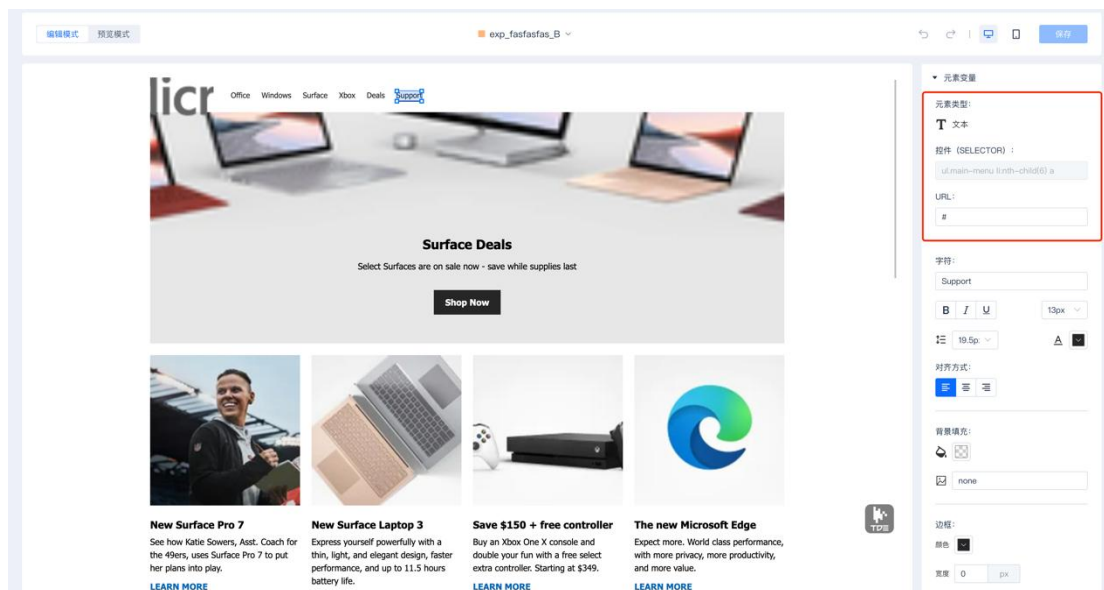 编辑模式 预览模式
exp_fasfasfas_B
保存
licr
Office Windows Surface Xbox Deals Support
Surface Deals
Select Surfaces are on sale now - save while supplies last
Shop Now
New Surface Pro 7
See how Katie Sowers, Asst. Coach for
the 49ers, uses Surface Pro 7 to put
her plans into play.
LEARN MORE
New Surface Laptop 3
Express yourself powerfully with a
thin, light, and elegant design, faster
performance, and up to 11.5 hours
battery life.
Save $150 + free controller
Buy an Xbox One X console and
double your fun with a free select
extra controller. Starting at $349.
LEARN MORE
The new Microsoft Edge
Expect more. World class performance,
with more privacy, more productivity,
and more value.
LEARN MORE
TDE
元素变量
元素类型：
T 文本
控件（SELECTOR）：
ul.main-menu li:nth-child(6) a
URL：
#
字符：
Support
B I U 13px
19.5p A
对齐方式：
背景填充：
none
边框：
颜色
宽度 0 px